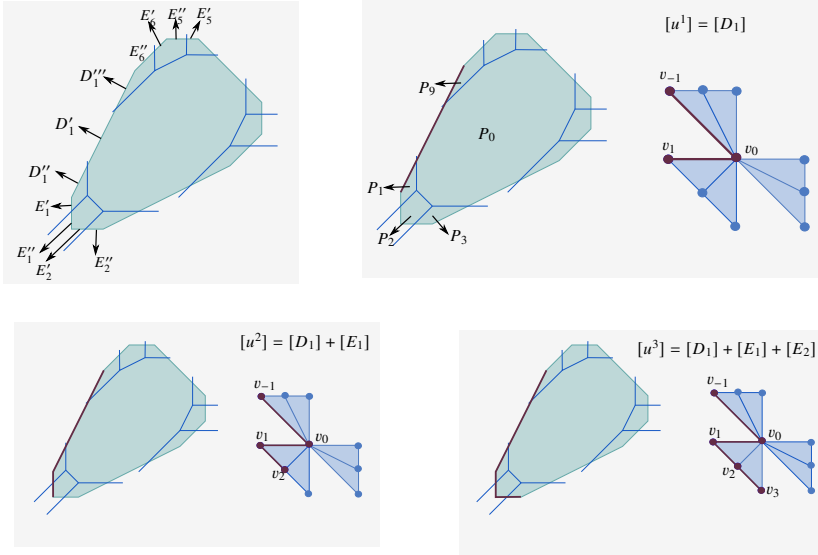 E′₆ E″₅ E′₅
E″₆
D‴₁
D′₁
D″₁
E′₁
E″₁
E′₂
E″₂
[u¹] = [D₁]
P₉
P₀
P₁
P₂
P₃
v₋₁
v₁
v₀
[u²] = [D₁] + [E₁]
v₋₁
v₁
v₀
v₂
[u³] = [D₁] + [E₁] + [E₂]
v₋₁
v₁
v₀
v₂
v₃